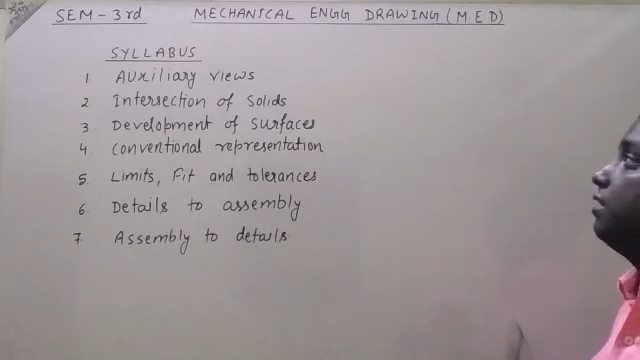 SEM - 3rd MECHANICAL ENGG DRAWING (M E D)
SYLLABUS
1. Auxiliary views
2. Intersection of Solids
3. Development of surfaces
4. Conventional representation
5. Limits, Fit and tolerances
6. Details to assembly
7. Assembly to details